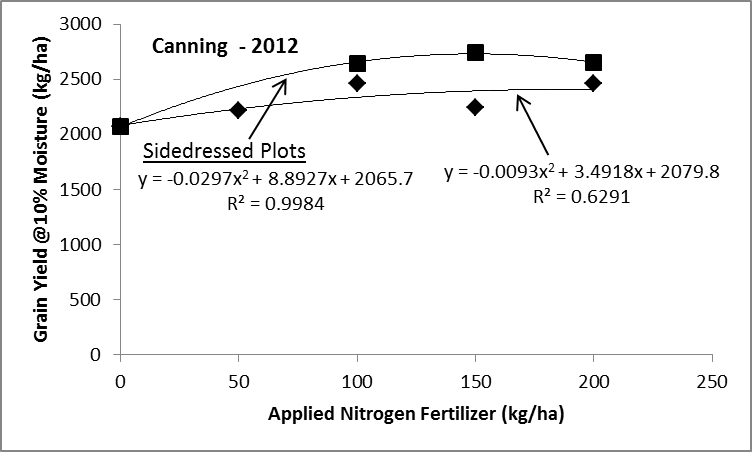 Canning - 2012
Grain Yield @10% Moisture (kg/ha)
3000
2500
2000
1500
1000
500
0
Sidedressed Plots
y = -0.0297x² + 8.8927x + 2065.7
R² = 0.9984
y = -0.0093x² + 3.4918x + 2079.8
R² = 0.6291
0 50 100 150 200 250
Applied Nitrogen Fertilizer (kg/ha)